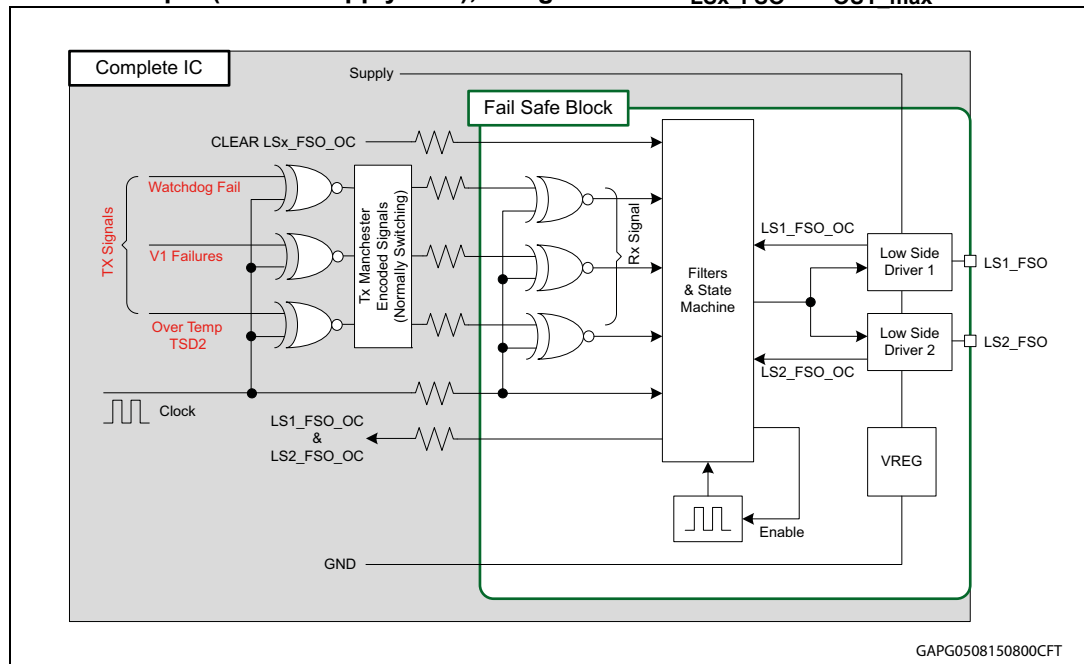 Complete IC
Supply
Fail Safe Block
CLEAR LSx_FSO_OC
Watchdog Fail
TX Signals
V1 Failures
Over Temp
TSD2
Tx Manchester
Encoded Signals
(Normally Switching)
Rx Signal
Filters
& State
Machine
LS1_FSO_OC
Low Side
Driver 1
LS1_FSO
Low Side
Driver 2
LS2_FSO
LS2_FSO_OC
Clock
LS1_FSO_OC
&
LS2_FSO_OC
VREG
Enable
GND
GAPG0508150800CFT